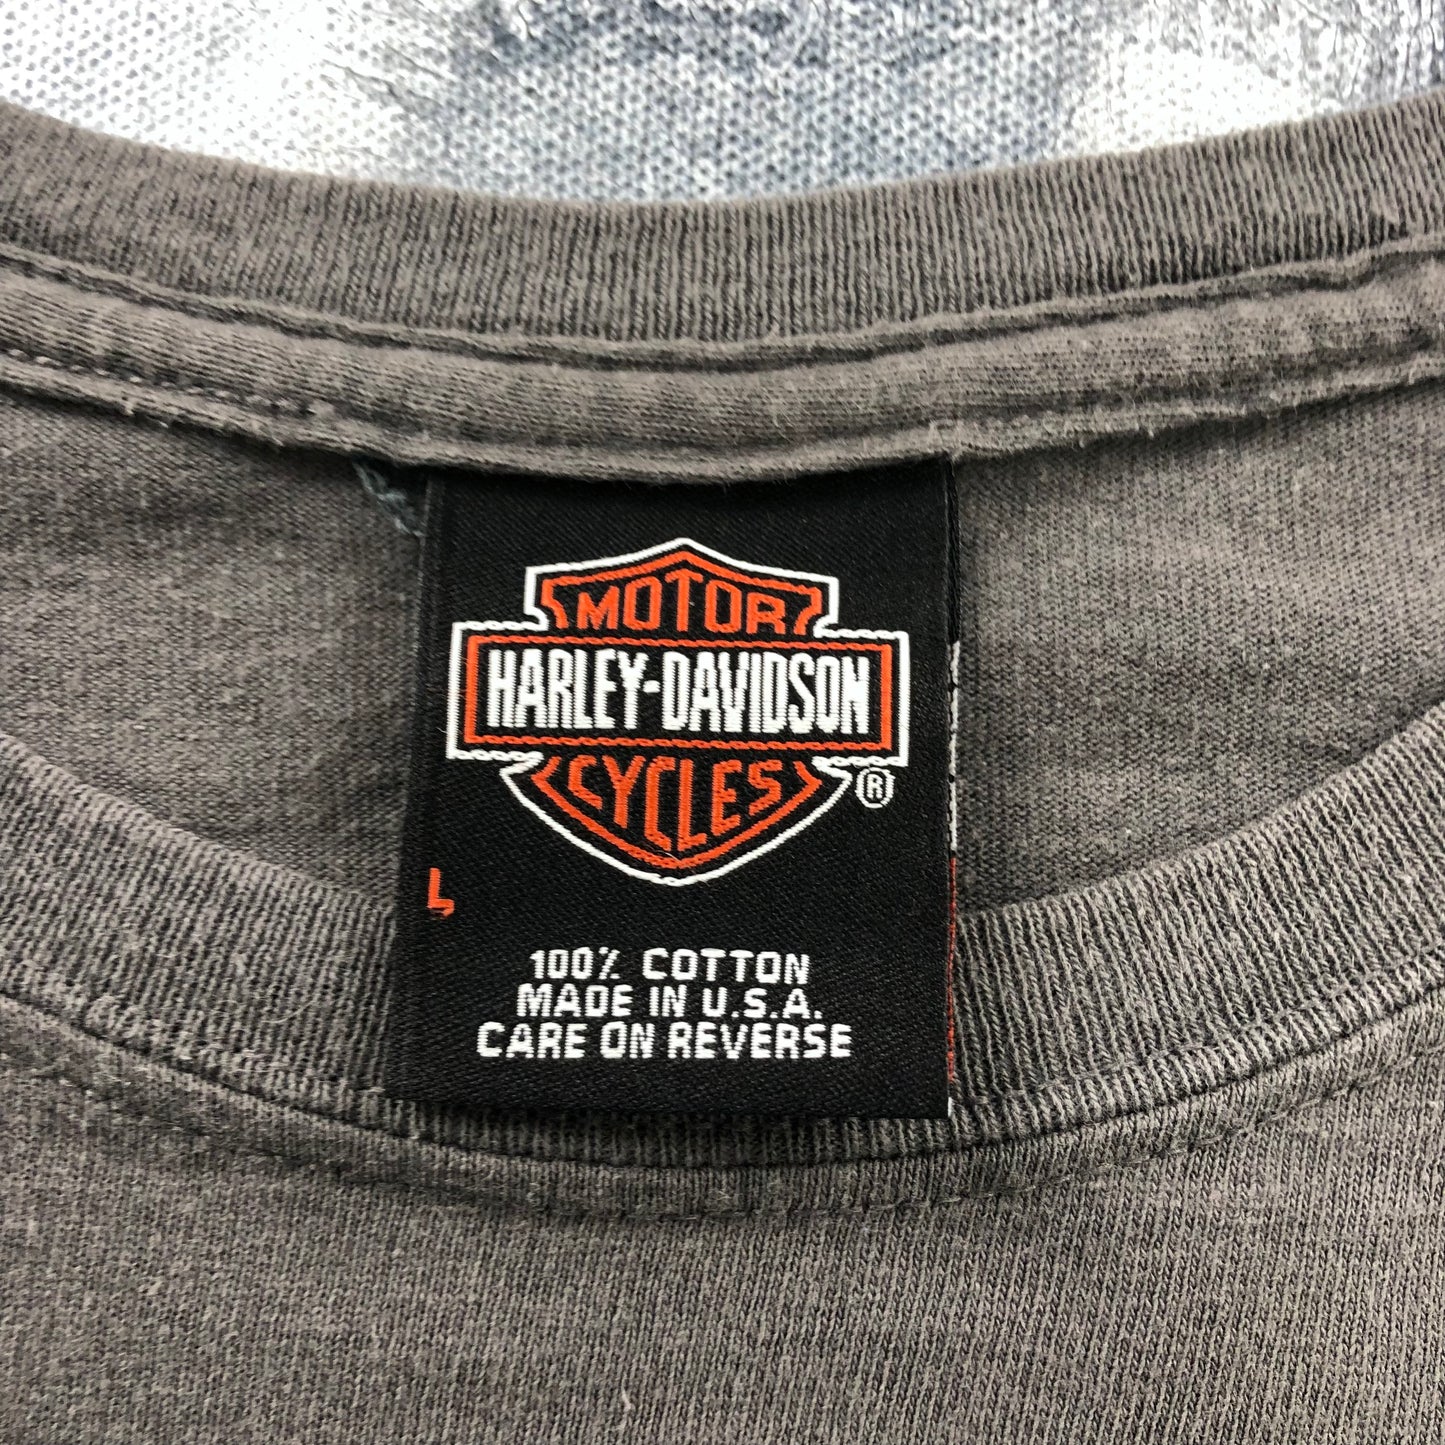 MOTOR
HARLEY-DAVIDSON
CYCLES
®
L
100% COTTON
MADE IN U.S.A.
CARE ON REVERSE